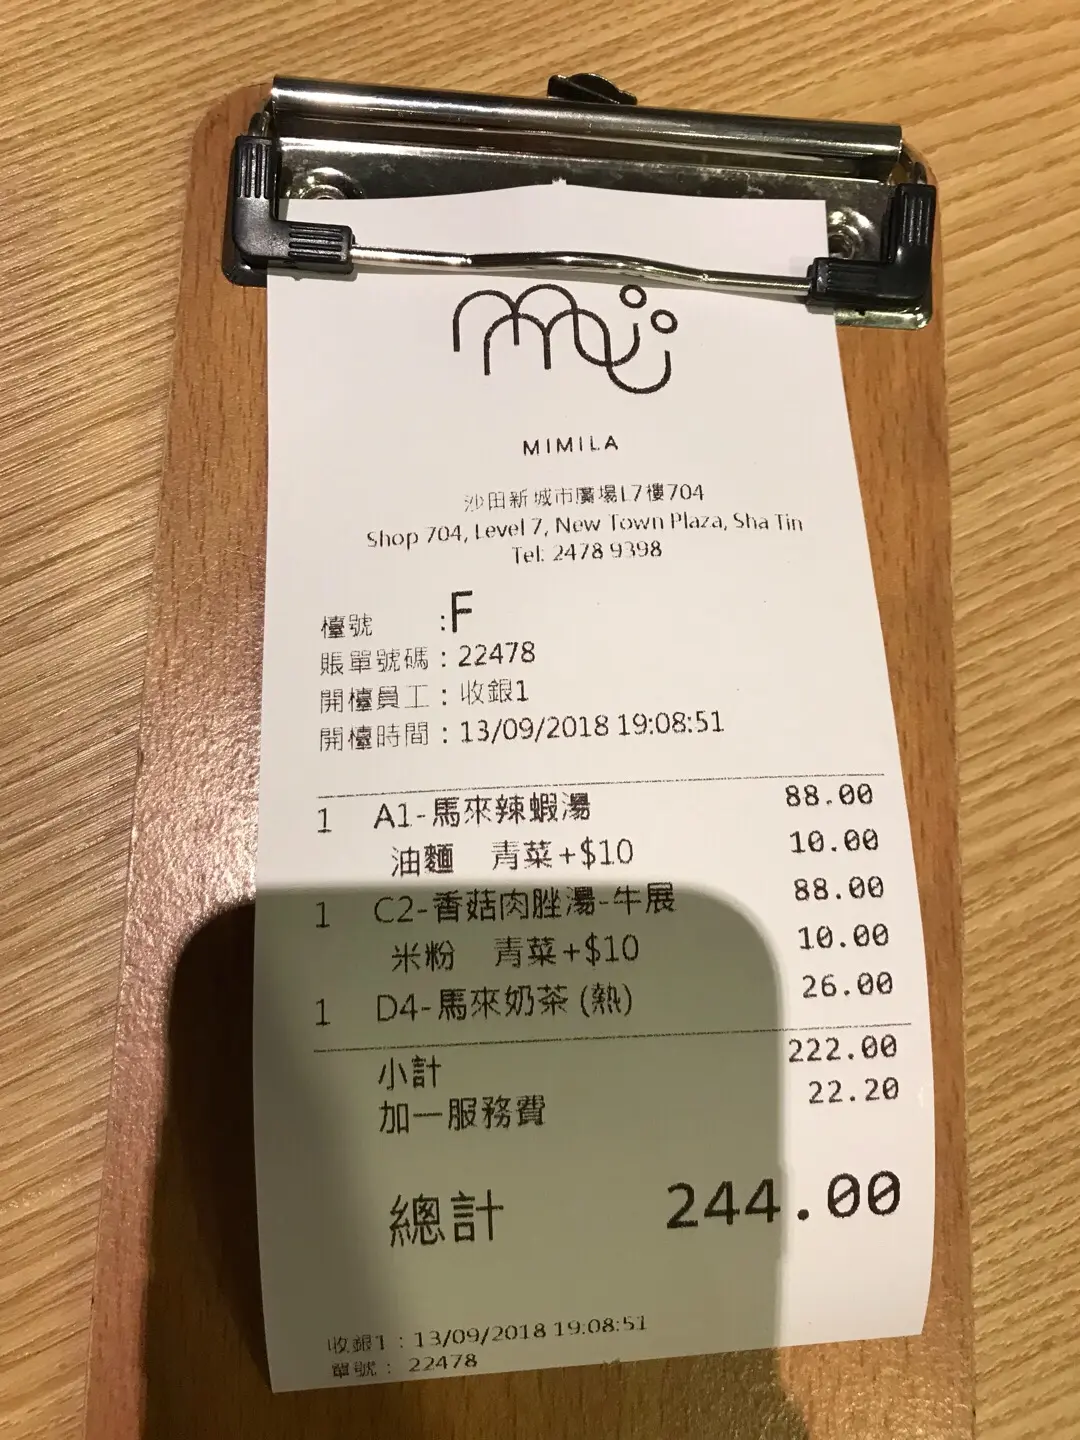 MIMILA
沙田新城市廣場L7樓704
Shop 704, Level 7, New Town Plaza, Sha Tin
Tel: 2478 9398
檯號 :F
賬單號碼 : 22478
開檯員工 : 收銀1
開檯時間 : 13/09/2018 19:08:51
1 A1-馬來辣蝦湯 88.00
油麵 青菜+$10 10.00
1 C2-香菇肉脞湯-牛展 88.00
米粉 青菜+$10 10.00
1 D4-馬來奶茶 (熱) 26.00
小計 222.00
加一服務費 22.20
總計 244.00
收銀1 : 13/09/2018 19:08:51
單號 : 22478